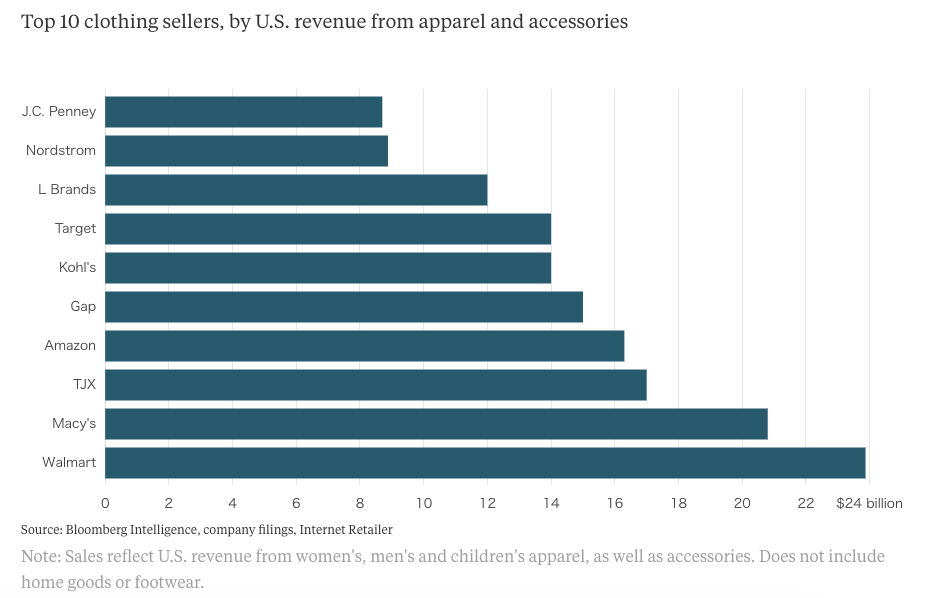 Top 10 clothing sellers, by U.S. revenue from apparel and accessories
J.C. Penney
Nordstrom
L Brands
Target
Kohl's
Gap
Amazon
TJX
Macy's
Walmart
0 2 4 6 8 10 12 14 16 18 20 22 $24 billion
Source: Bloomberg Intelligence, company filings, Internet Retailer
Note: Sales reflect U.S. revenue from women's, men's and children's apparel, as well as accessories. Does not include
home goods or footwear.